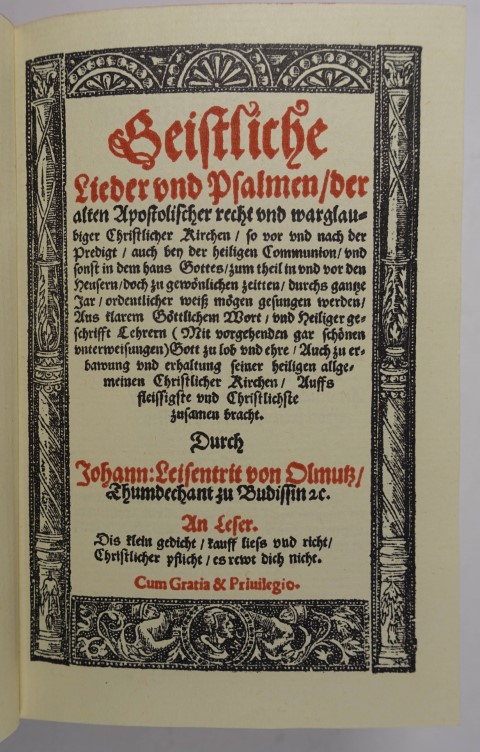 Geiſtliche
Lieder vnd Pſalmen/der
alten Apoſtoliſcher recht vnd warglau-
biger Chriſtlicher Kirchen/ ſo vor vnd nach der
Predigt / auch bey der heiligen Communion/ vnd
ſonſt in dem haus Gottes/zum theil in vnd vor den
Heuſern/doch zu gewönlichen zeitten/ durchs gantze
Jar/ ordentlicher weiß mögen geſungen werden/
Aus klarem Göttlichem Wort/ vnd Heiliger ge-
ſchrifft Lehrern (Mit vorgehenden gar ſchönen
vnterweiſungen)Gott zu lob vnd ehre/ Auch zu er-
bawung vnd erhaltung ſeiner heiligen allge-
meinen Chriſtlicher Kirchen/ Auffs
fleiſſigſte vnd Chriſtlichſte
zuſamen bracht.
Durch
Johann:Leiſentrit von Olmutz/
Thumdechant zu Budiſſin ꝛc.
An Leſer.
Dis klein gedicht / kauff lieſs vnd richt/
Chriſtlicher pflicht / es rewt dich nicht.
Cum Gratia & Priuilegio.